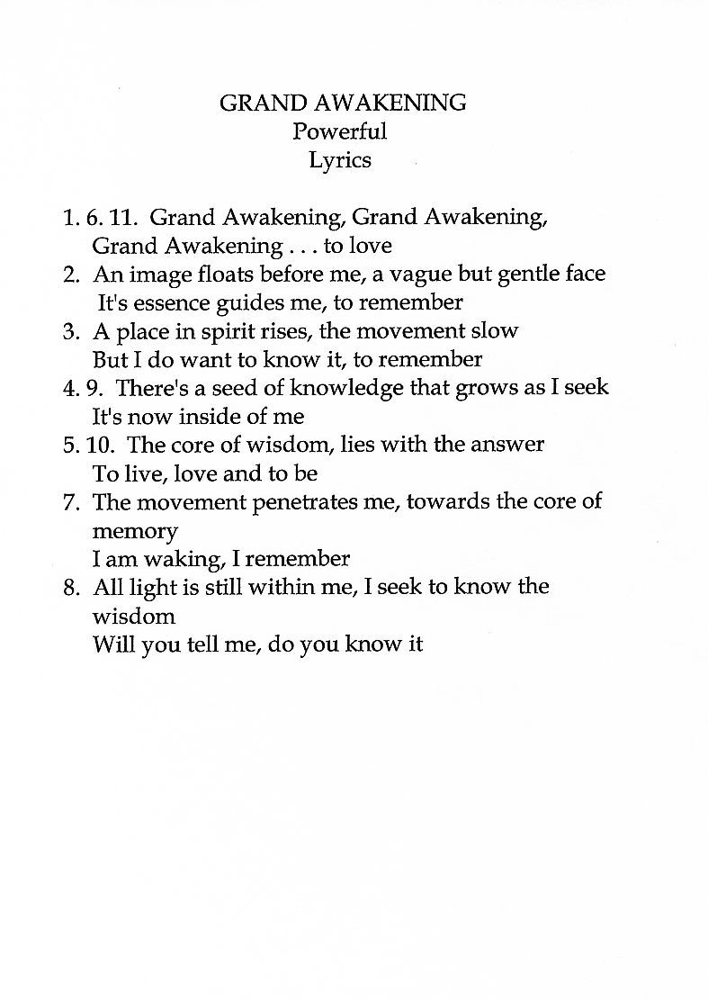 GRAND AWAKENING
Powerful
Lyrics
1. 6. 11.  Grand Awakening, Grand Awakening,
Grand Awakening . . . to love
2.  An image floats before me, a vague but gentle face
It's essence guides me, to remember
3.  A place in spirit rises, the movement slow
But I do want to know it, to remember
4. 9.  There's a seed of knowledge that grows as I seek
It's now inside of me
5. 10.  The core of wisdom, lies with the answer
To live, love and to be
7.  The movement penetrates me, towards the core of
memory
I am waking, I remember
8.  All light is still within me, I seek to know the
wisdom
Will you tell me, do you know it